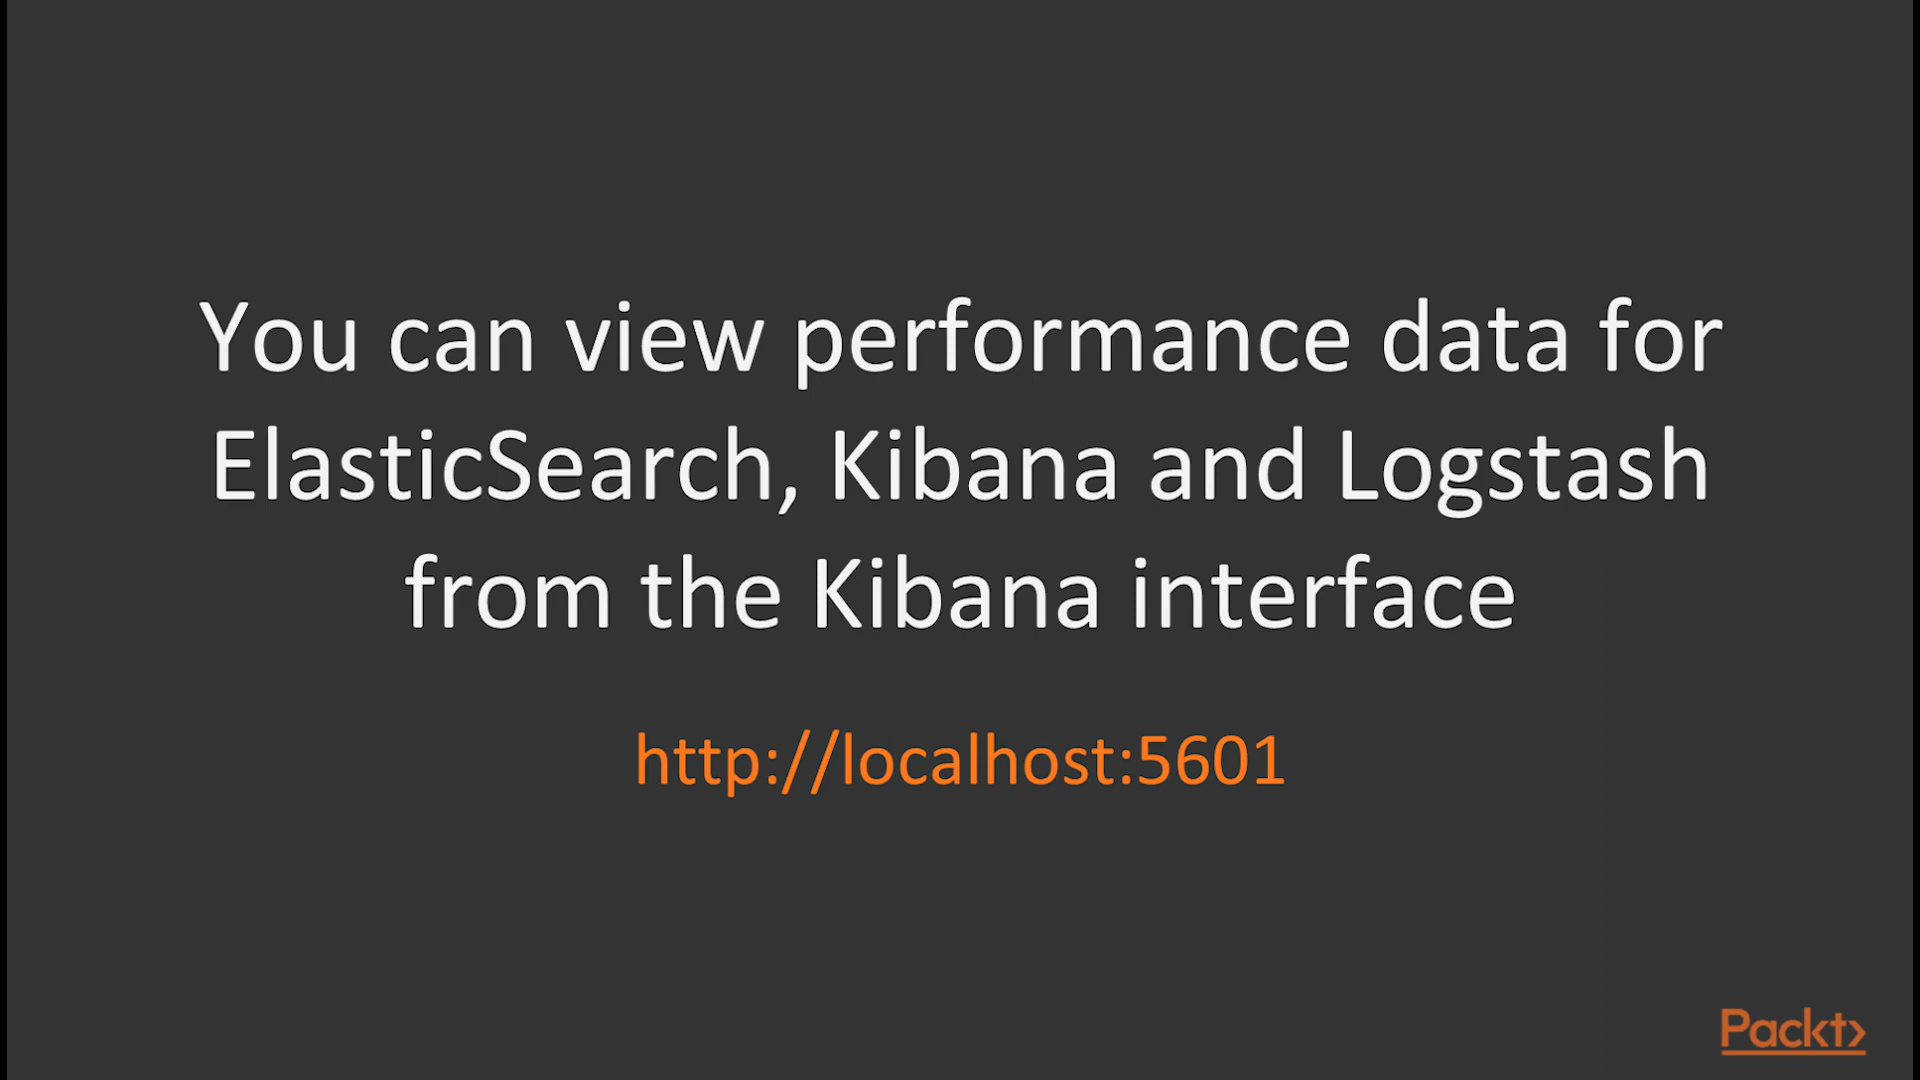 You can view performance data for
ElasticSearch, Kibana and Logstash
from the Kibana interface
http://localhost:5601
Packt>